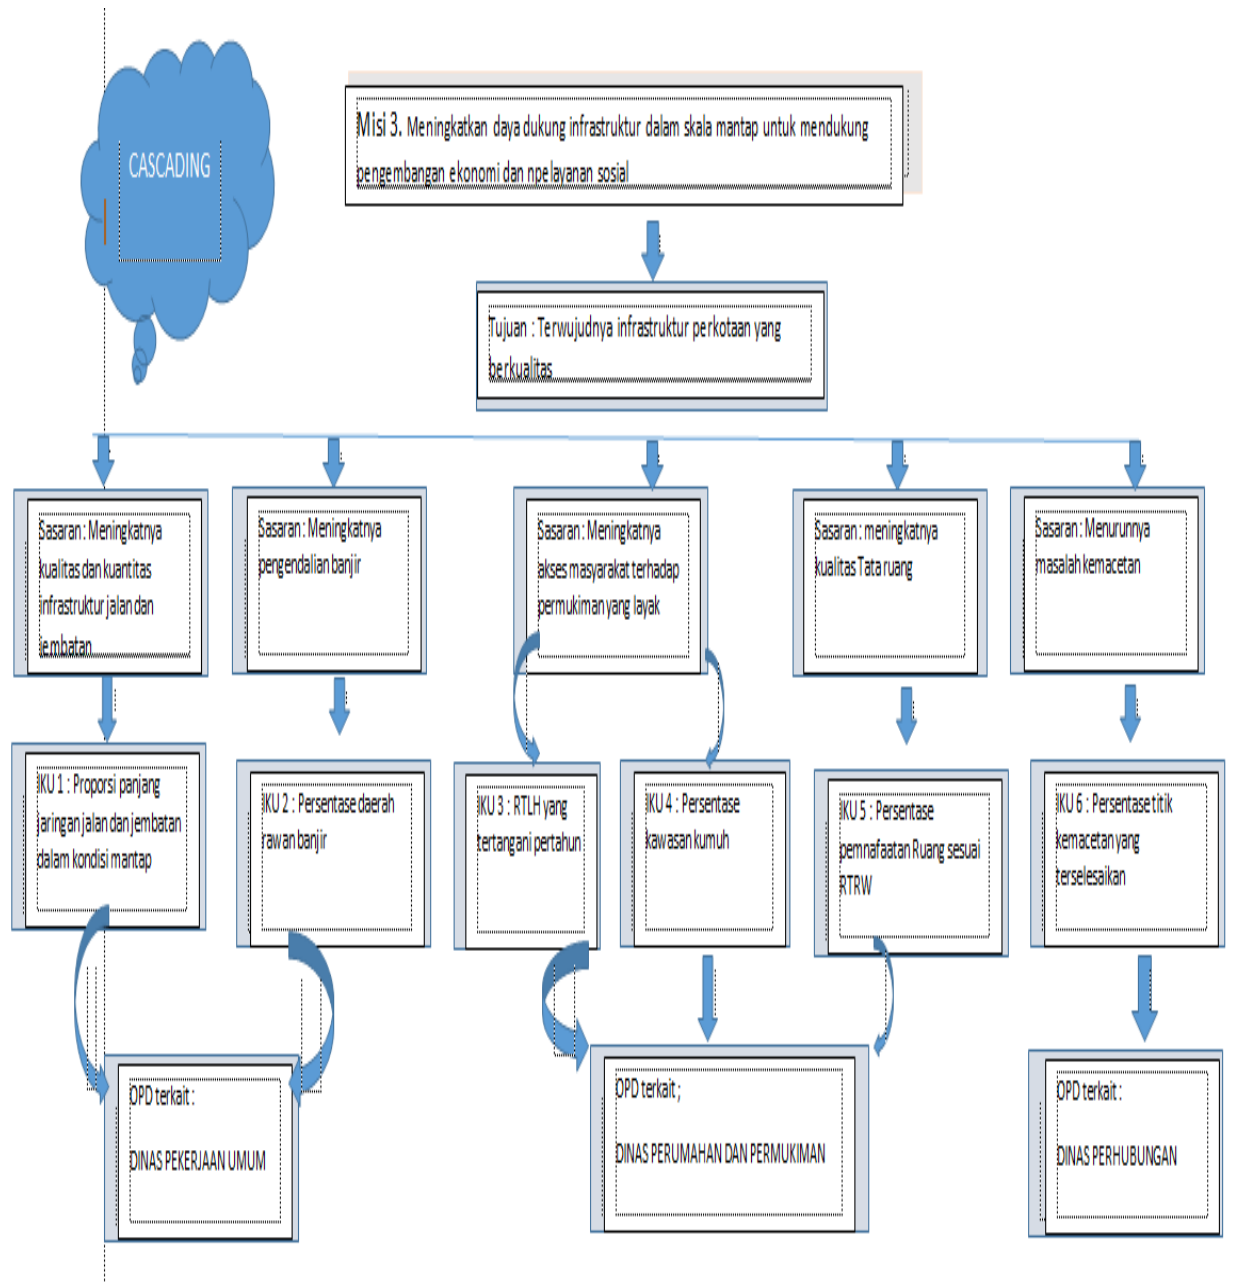 CASCADING
Misi 3. Meningkatkan daya dukung infrastruktur dalam skala mantap untuk mendukung
pengembangan ekonomi dan npelayanan sosial
Tujuan : Terwujudnya infrastruktur perkotaan yang
berkualitas
Sasaran : Meningkatnya
kualitas dan kuantitas
infrastruktur jalan dan
jembatan
Sasaran : Meningkatnya
pengendalian banjir
Sasaran : Meningkatnya
akses masyarakat terhadap
permukiman yang layak
Sasaran : meningkatnya
kualitas Tata ruang
Sasaran : Menurunnya
masalah kemacetan
IKU 1 : Proporsi panjang
jaringan jalan dan jembatan
dalam kondisi mantap
IKU 2 : Persentase daerah
rawan banjir
IKU 3 : RTLH yang
tertangani pertahun
IKU 4 : Persentase
kawasan kumuh
IKU 5 : Persentase
pemnafaatan Ruang sesuai
RTRW
IKU 6 : Persentase titik
kemacetan yang
terselesaikan
OPD terkait :
DINAS PEKERJAAN UMUM
OPD terkait ;
DINAS PERUMAHAN DAN PERMUKIMAN
OPD terkait :
DINAS PERHUBUNGAN